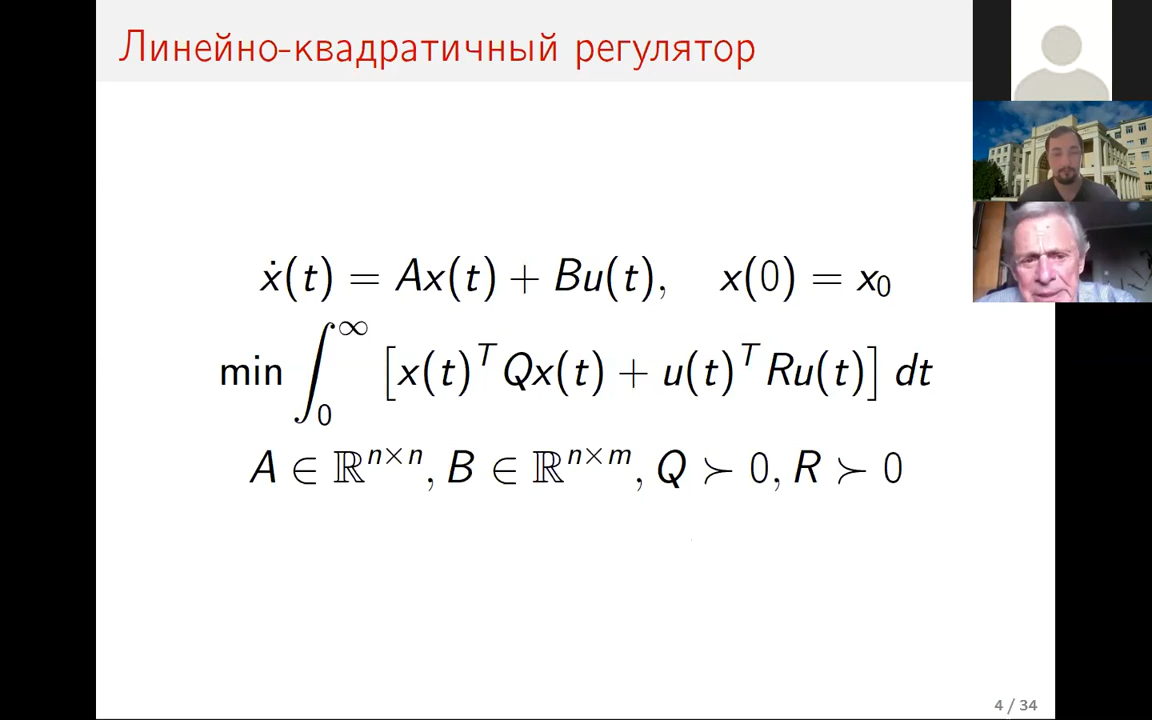 Линейно-квадратичный регулятор
ẋ(t) = Ax(t) + Bu(t), x(0) = x₀
min ∫₀^∞ [x(t)ᵀQx(t) + u(t)ᵀRu(t)] dt
A ∈ ℝⁿˣⁿ, B ∈ ℝⁿˣᵐ, Q ≻ 0, R ≻ 0
4 / 34